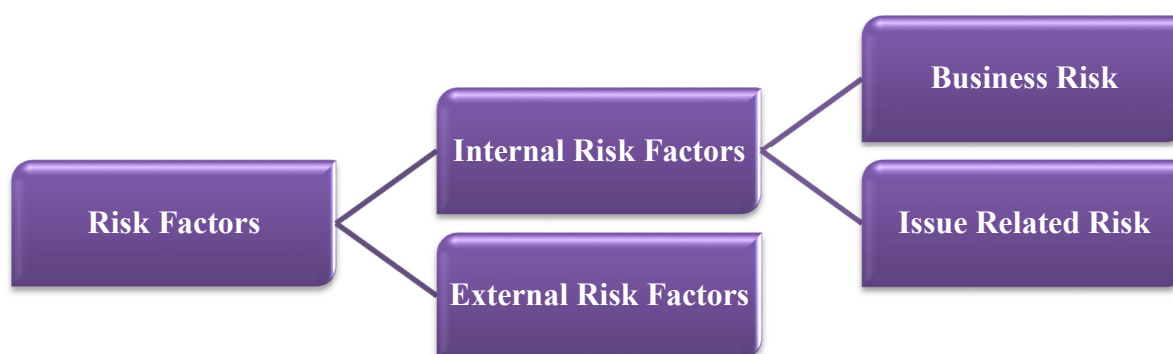 Risk Factors
Internal Risk Factors
External Risk Factors
Business Risk
Issue Related Risk